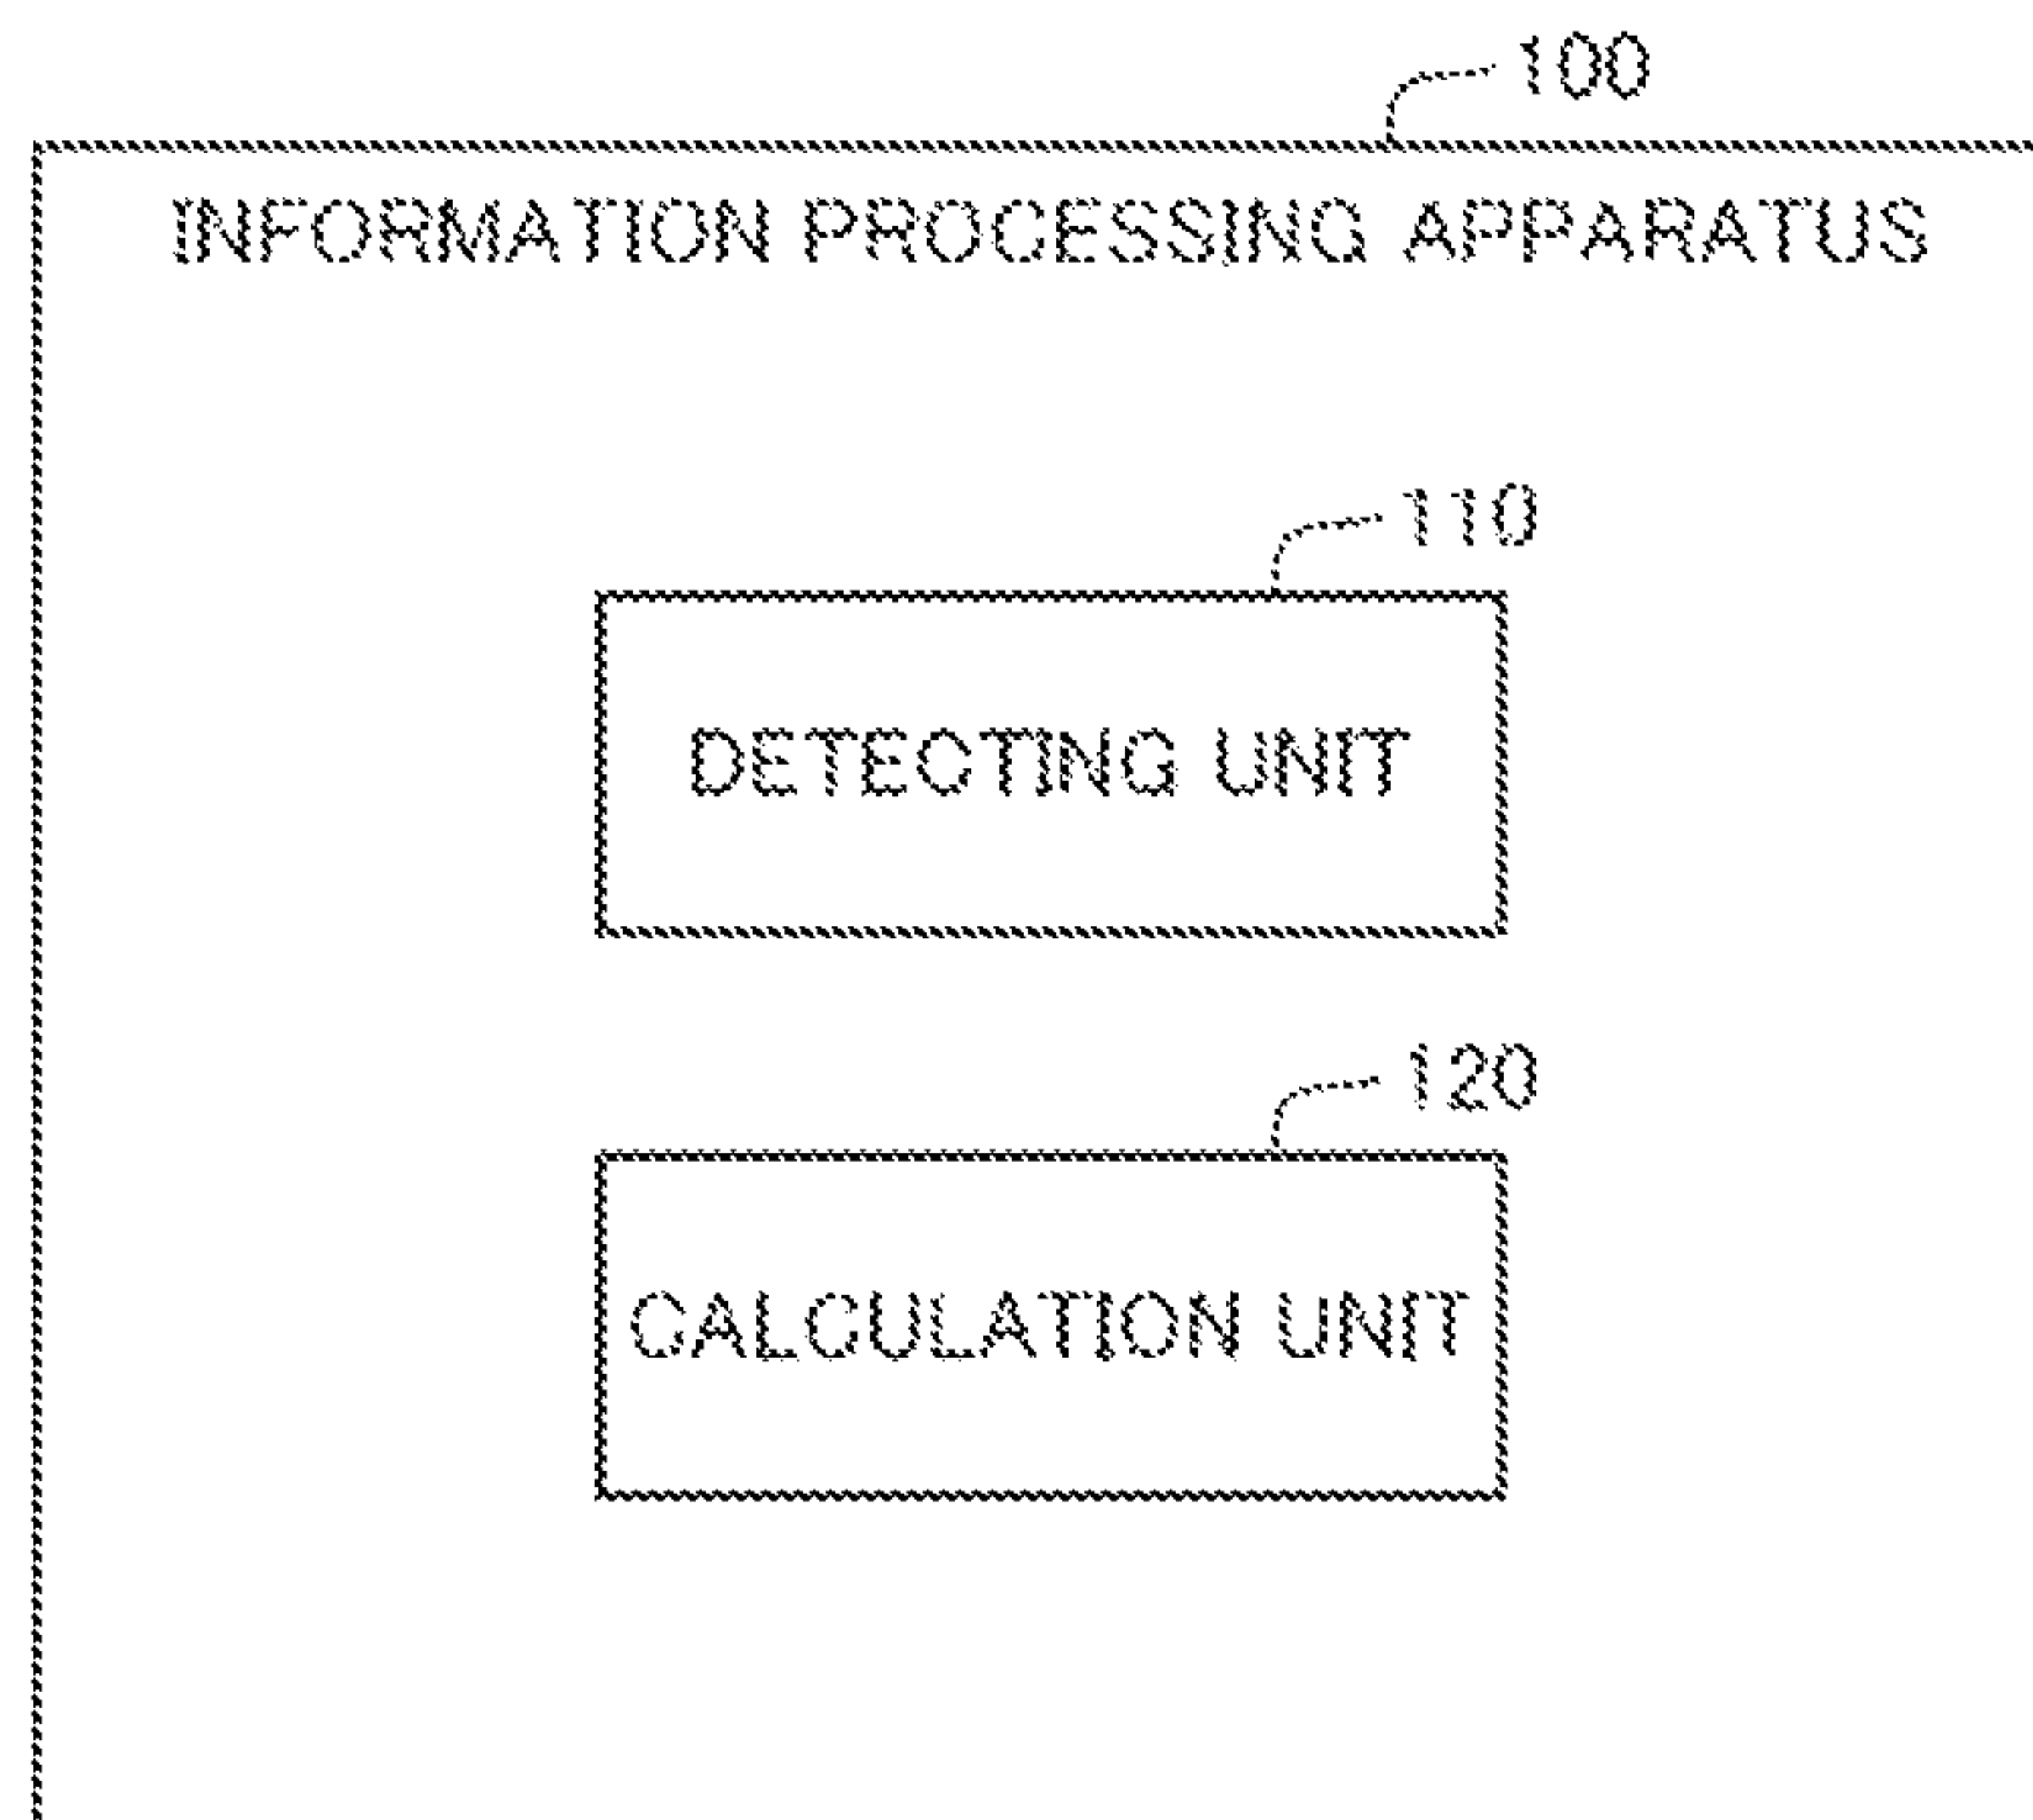 100
INFORMATION PROCESSING APPARATUS
110
DETECTING UNIT
120
CALCULATION UNIT